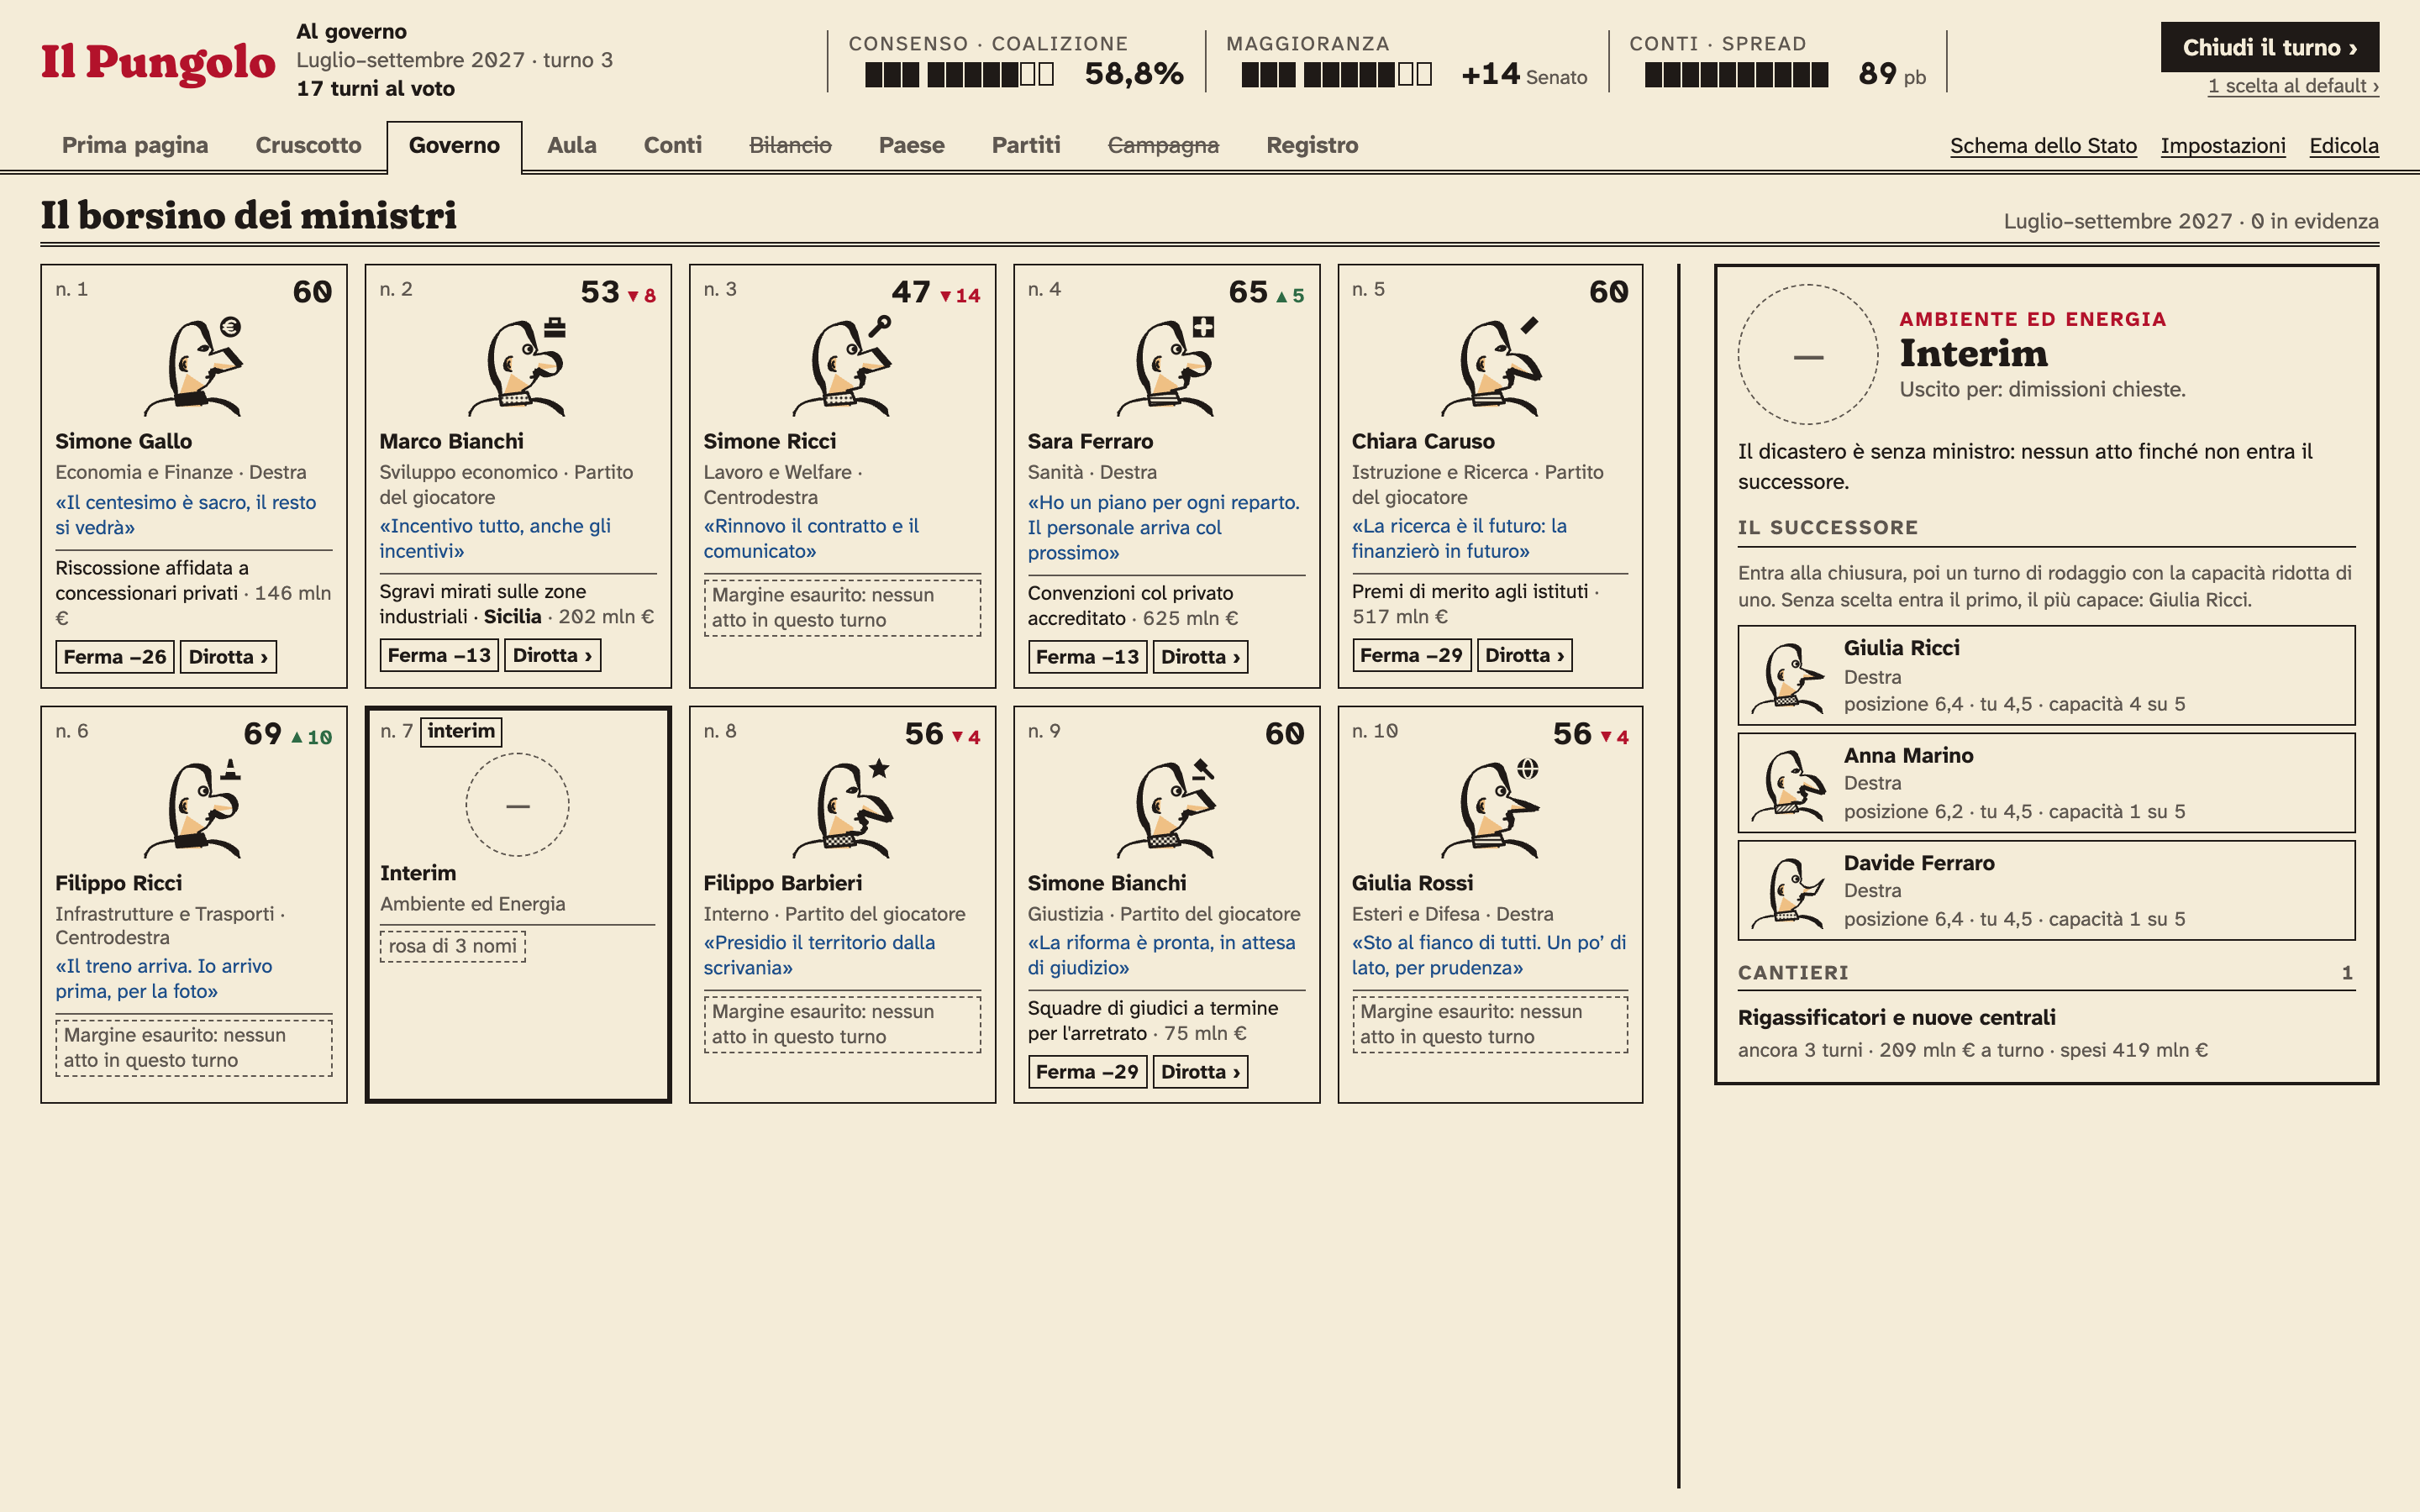 Il Pungolo
Al governo
Luglio–settembre 2027 · turno 3
17 turni al voto
CONSENSO · COALIZIONE
58,8%
MAGGIORANZA
+14 Senato
CONTI · SPREAD
89 pb
Chiudi il turno ›
1 scelta al default ›
Prima pagina
Cruscotto
Governo
Aula
Conti
Bilancio
Paese
Partiti
Campagna
Registro
Schema dello Stato
Impostazioni
Edicola
Il borsino dei ministri
Luglio–settembre 2027 · 0 in evidenza
n. 1
60
Simone Gallo
Economia e Finanze · Destra
«Il centesimo è sacro, il resto
si vedrà»
Riscossione affidata a
concessionari privati · 146 mln
€
Ferma −26
Dirotta ›
n. 2
53 ▼8
Marco Bianchi
Sviluppo economico · Partito
del giocatore
«Incentivo tutto, anche gli
incentivi»
Sgravi mirati sulle zone
industriali · Sicilia · 202 mln €
Ferma −13
Dirotta ›
n. 3
47 ▼14
Simone Ricci
Lavoro e Welfare ·
Centrodestra
«Rinnovo il contratto e il
comunicato»
Margine esaurito: nessun
atto in questo turno
n. 4
65 ▲5
Sara Ferraro
Sanità · Destra
«Ho un piano per ogni reparto.
Il personale arriva col
prossimo»
Convenzioni col privato
accreditato · 625 mln €
Ferma −13
Dirotta ›
n. 5
60
Chiara Caruso
Istruzione e Ricerca · Partito
del giocatore
«La ricerca è il futuro: la
finanzierò in futuro»
Premi di merito agli istituti ·
517 mln €
Ferma −29
Dirotta ›
n. 6
69 ▲10
Filippo Ricci
Infrastrutture e Trasporti ·
Centrodestra
«Il treno arriva. Io arrivo
prima, per la foto»
Margine esaurito: nessun
atto in questo turno
n. 7 interim
—
Interim
Ambiente ed Energia
rosa di 3 nomi
n. 8
56 ▼4
Filippo Barbieri
Interno · Partito del giocatore
«Presidio il territorio dalla
scrivania»
Margine esaurito: nessun
atto in questo turno
n. 9
60
Simone Bianchi
Giustizia · Partito del giocatore
«La riforma è pronta, in attesa
di giudizio»
Squadre di giudici a termine
per l'arretrato · 75 mln €
Ferma −29
Dirotta ›
n. 10
56 ▼4
Giulia Rossi
Esteri e Difesa · Destra
«Sto al fianco di tutti. Un po’ di
lato, per prudenza»
Margine esaurito: nessun
atto in questo turno
—
AMBIENTE ED ENERGIA
Interim
Uscito per: dimissioni chieste.
Il dicastero è senza ministro: nessun atto finché non entra il
successore.
IL SUCCESSORE
Entra alla chiusura, poi un turno di rodaggio con la capacità ridotta di
uno. Senza scelta entra il primo, il più capace: Giulia Ricci.
Giulia Ricci
Destra
posizione 6,4 · tu 4,5 · capacità 4 su 5
Anna Marino
Destra
posizione 6,2 · tu 4,5 · capacità 1 su 5
Davide Ferraro
Destra
posizione 6,4 · tu 4,5 · capacità 1 su 5
CANTIERI
1
Rigassificatori e nuove centrali
ancora 3 turni · 209 mln € a turno · spesi 419 mln €